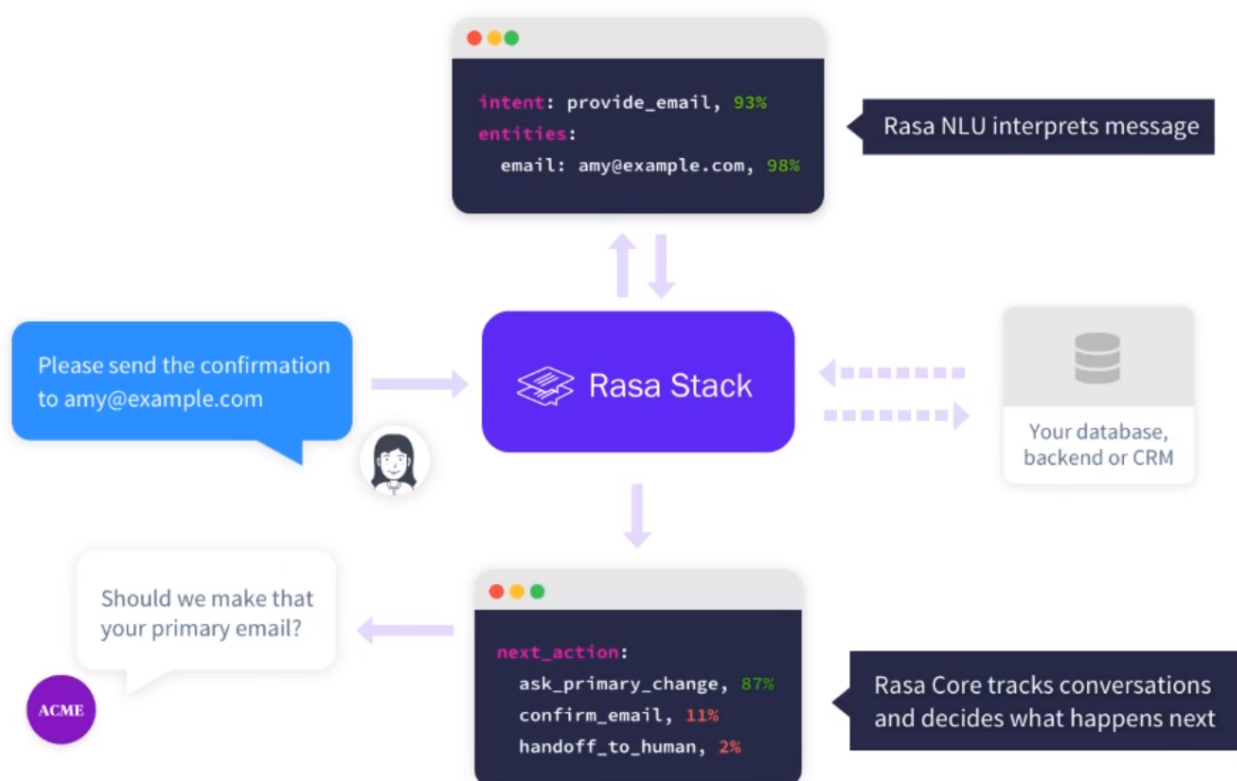 intent: provide_email, 93%
entities:
email: amy@example.com, 98%
Rasa NLU interprets message
Please send the confirmation
to amy@example.com
Rasa Stack
Your database,
backend or CRM
Should we make that
your primary email?
ACME
next_action:
ask_primary_change, 87%
confirm_email, 11%
handoff_to_human, 2%
Rasa Core tracks conversations
and decides what happens next